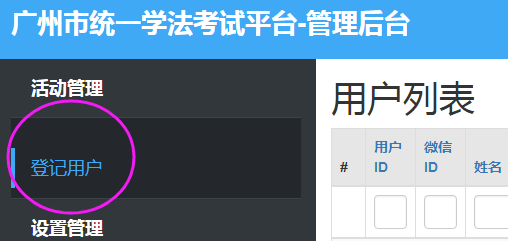 广州市统一学法考试平台-管理后台
活动管理
登记用户
设置管理
用户列表
#
用户
ID
微信
ID
姓名